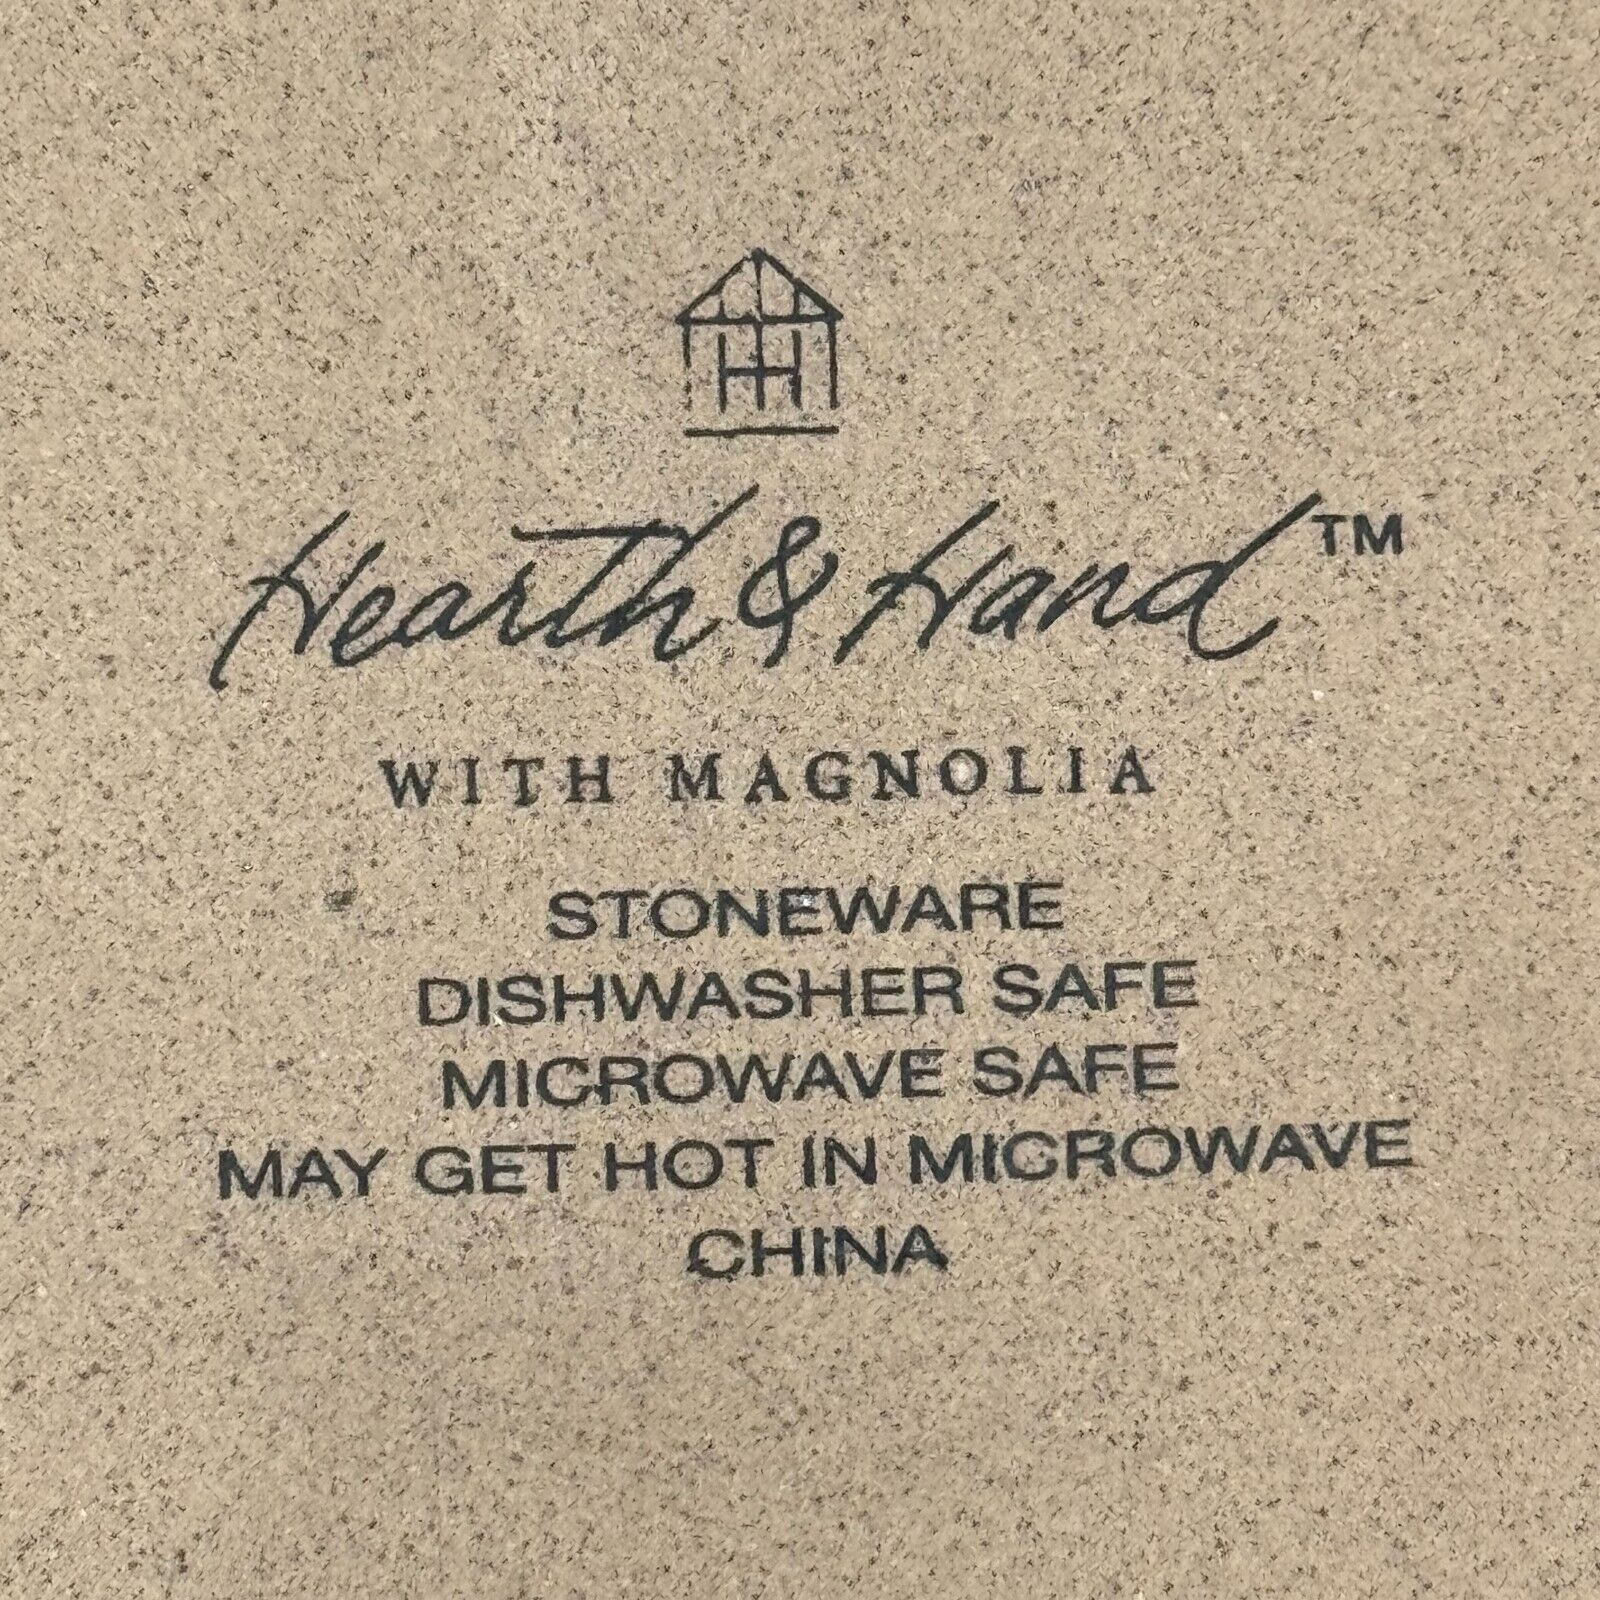 Hearth & Hand™
WITH MAGNOLIA
STONEWARE
DISHWASHER SAFE
MICROWAVE SAFE
MAY GET HOT IN MICROWAVE
CHINA